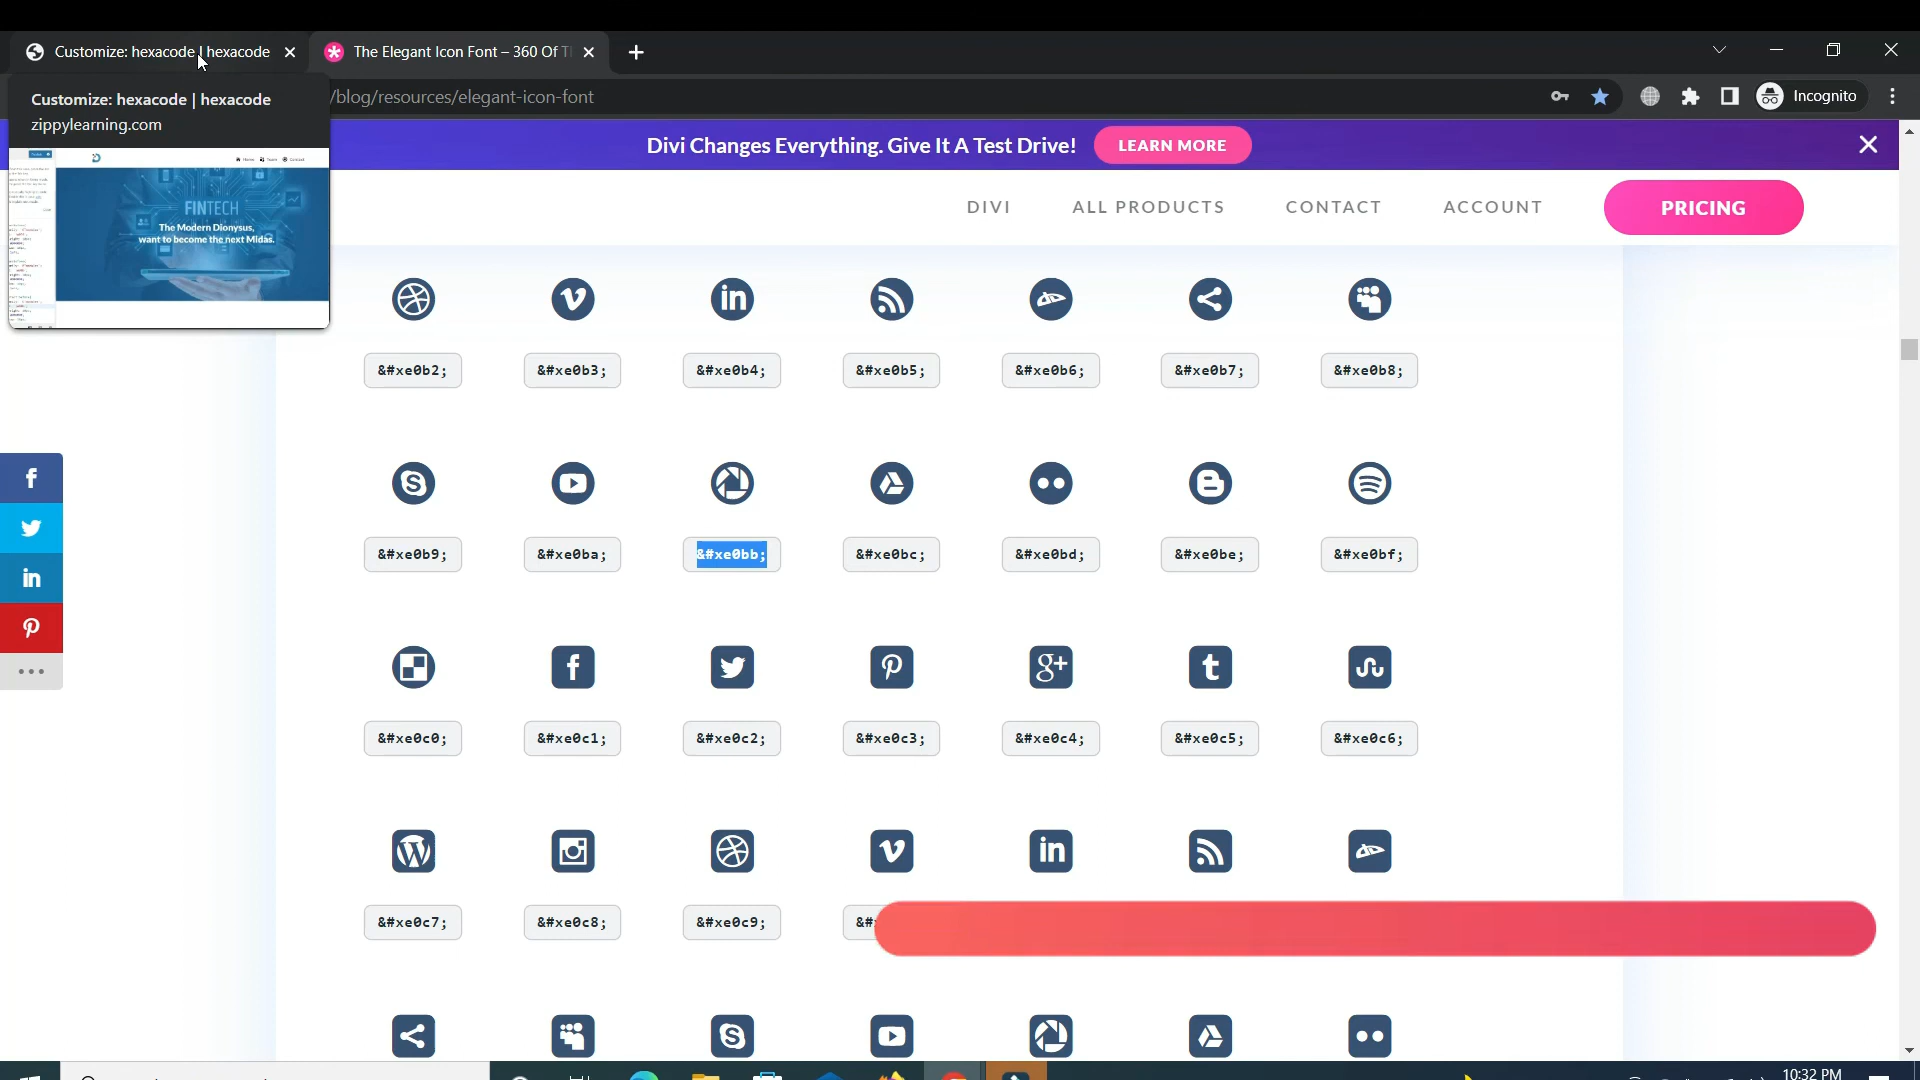 Customize: hexacode | hexacode
The Elegant Icon Font – 360 Of T
Customize: hexacode | hexacode
zippylearning.com
/blog/resources/elegant-icon-font
Incognito
Divi Changes Everything. Give It A Test Drive!
LEARN MORE
DIVI
ALL PRODUCTS
CONTACT
ACCOUNT
PRICING
Home
Team
Contact
FINTECH
The Modern Dionysus,
want to become the next Midas.
&#xe0b2;
&#xe0b3;
&#xe0b4;
&#xe0b5;
&#xe0b6;
&#xe0b7;
&#xe0b8;
&#xe0b9;
&#xe0ba;
&#xe0bb;
&#xe0bc;
&#xe0bd;
&#xe0be;
&#xe0bf;
&#xe0c0;
&#xe0c1;
&#xe0c2;
&#xe0c3;
&#xe0c4;
&#xe0c5;
&#xe0c6;
&#xe0c7;
&#xe0c8;
&#xe0c9;
&#
10:32 PM